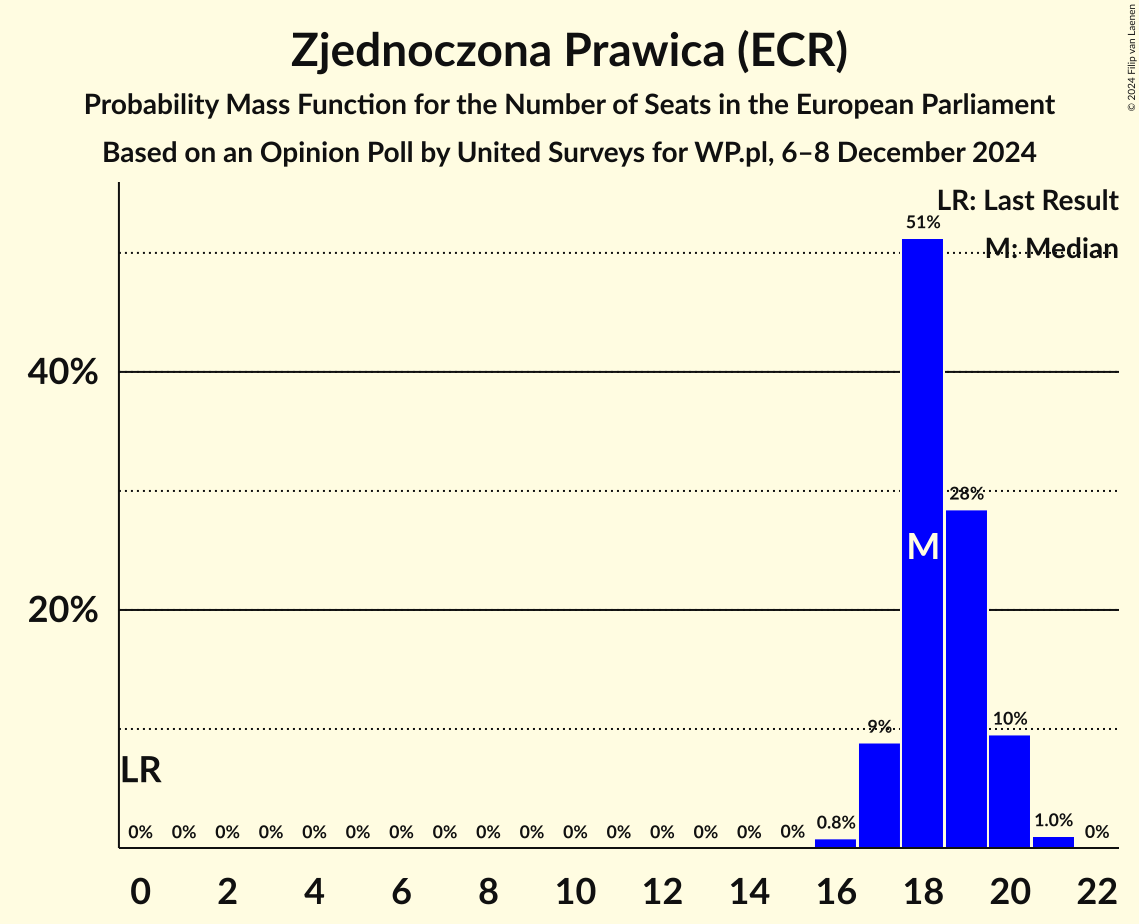 Zjednoczona Prawica (ECR)
Probability Mass Function for the Number of Seats in the European Parliament
Based on an Opinion Poll by United Surveys for WP.pl, 6–8 December 2024
© 2024 Filip van Laenen
LR: Last Result
M: Median
51%
40%
28%
M
20%
10%
9%
LR
0% 0% 0% 0% 0% 0% 0% 0% 0% 0% 0% 0% 0% 0% 0% 0% 0.8% 1.0% 0%
0 2 4 6 8 10 12 14 16 18 20 22